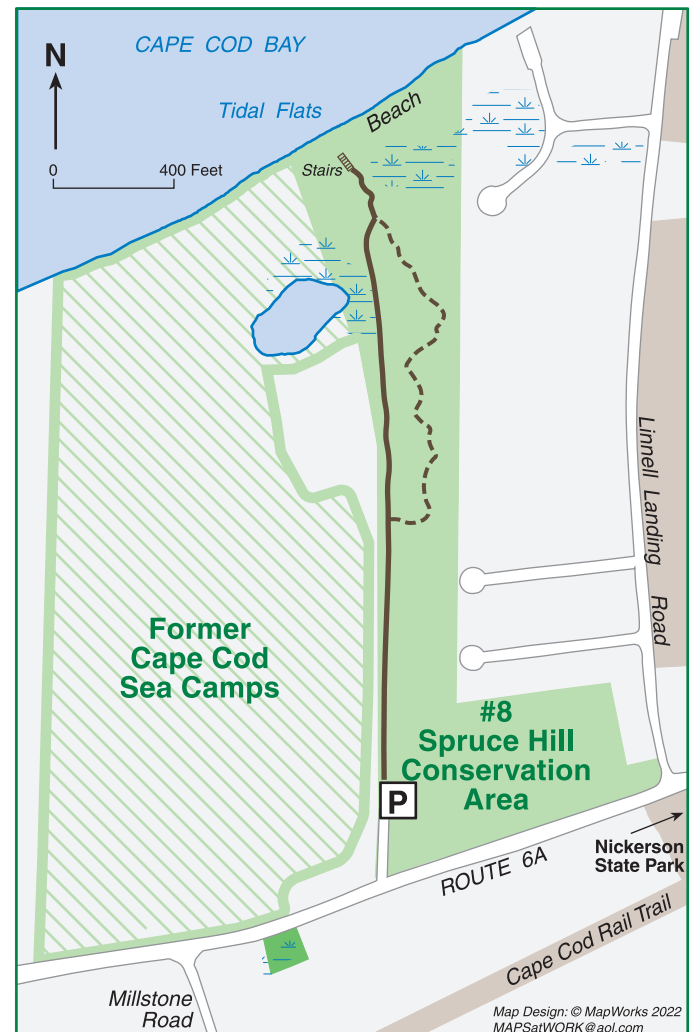 CAPE COD BAY
N
Tidal Flats
Beach
0 400 Feet
Stairs
Linnell Landing Road
Former
Cape Cod
Sea Camps
#8
Spruce Hill
Conservation
Area
P
Nickerson
State Park
ROUTE 6A
Cape Cod Rail Trail
Millstone
Road
Map Design: © MapWorks 2022
MAPSatWORK@aol.com